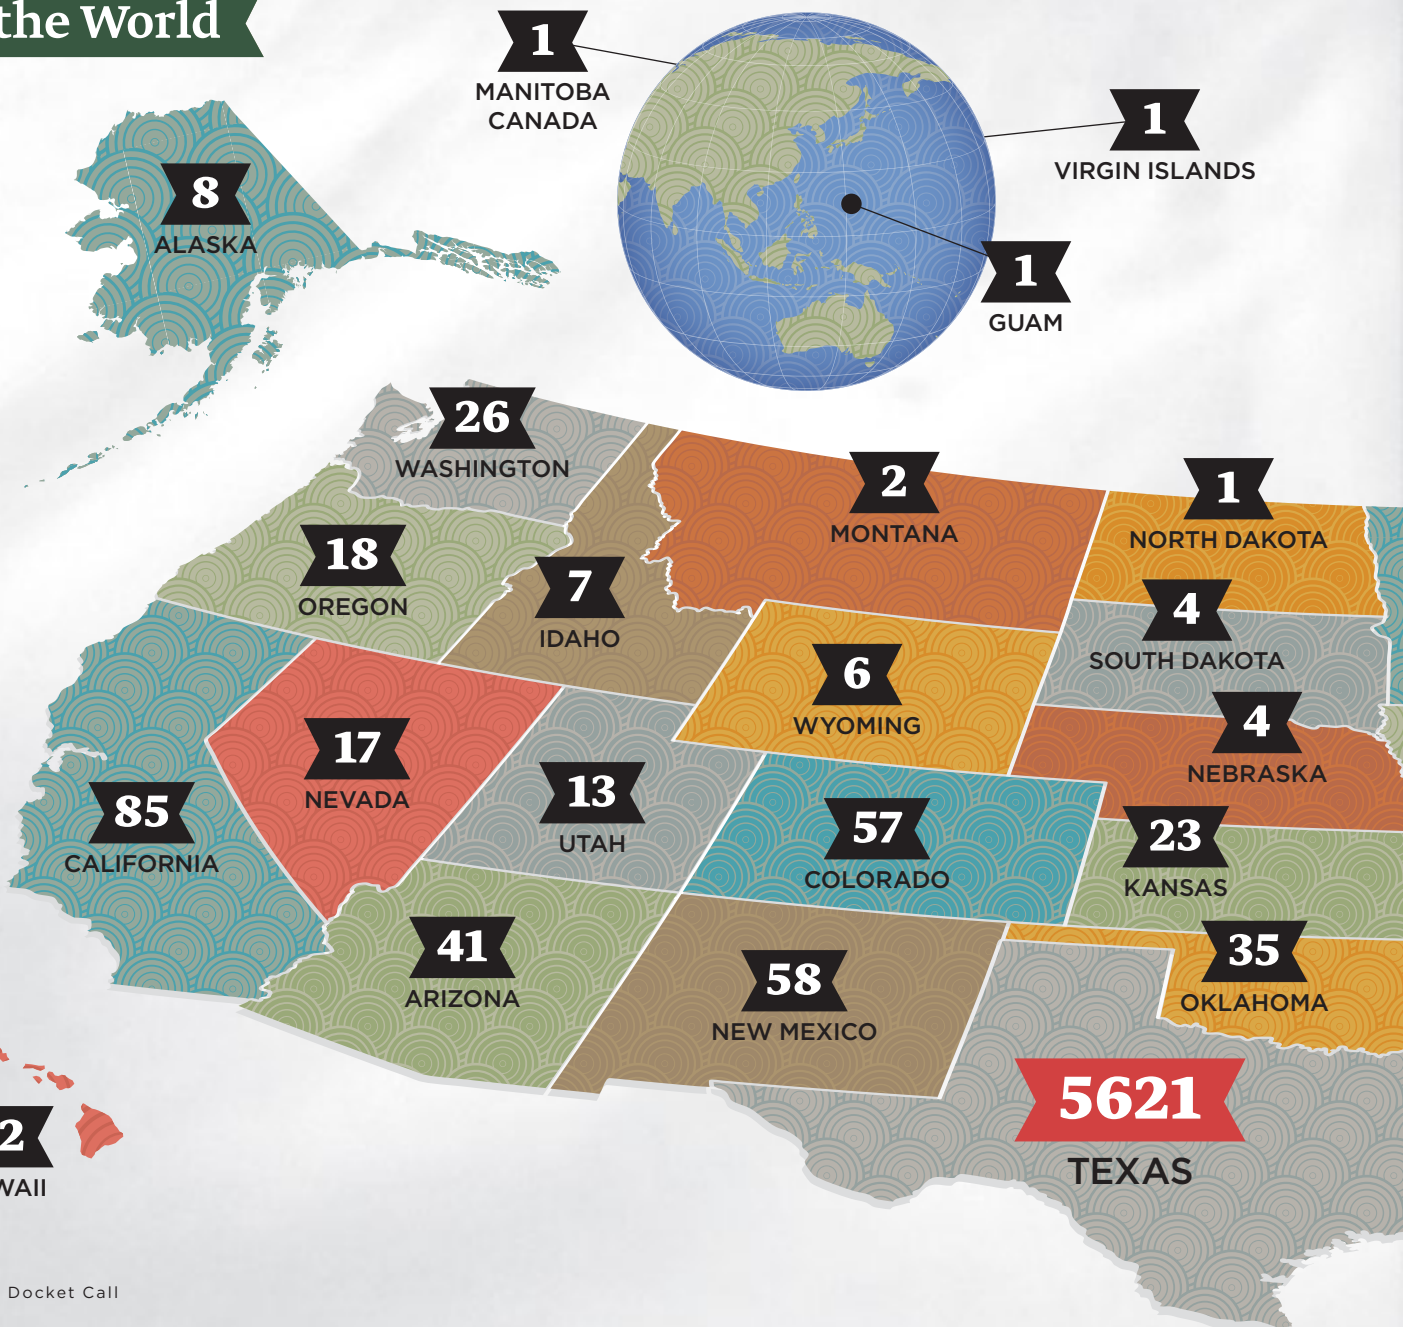 the World
1
MANITOBA
CANADA
1
VIRGIN ISLANDS
1
GUAM
8
ALASKA
26
WASHINGTON
2
MONTANA
1
NORTH DAKOTA
18
OREGON
7
IDAHO
4
SOUTH DAKOTA
6
WYOMING
4
NEBRASKA
17
NEVADA
13
UTAH
85
CALIFORNIA
57
COLORADO
23
KANSAS
41
ARIZONA
58
NEW MEXICO
35
OKLAHOMA
5621
TEXAS
2
WAII
Docket Call